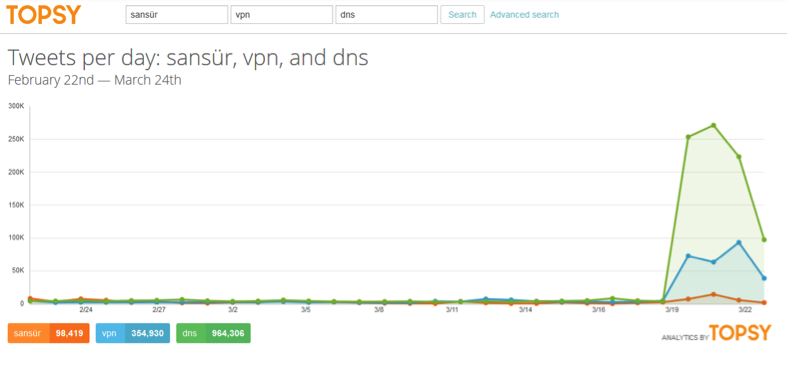 TOPSY sansür vpn dns Search Advanced search
Tweets per day: sansür, vpn, and dns
February 22nd — March 24th
300K
250K
200K
150K
100K
50K
0
2/24 2/27 3/2 3/5 3/8 3/11 3/14 3/16 3/19 3/22
sansür 98,419 vpn 354,930 dns 964,306
ANALYTICS BY TOPSY